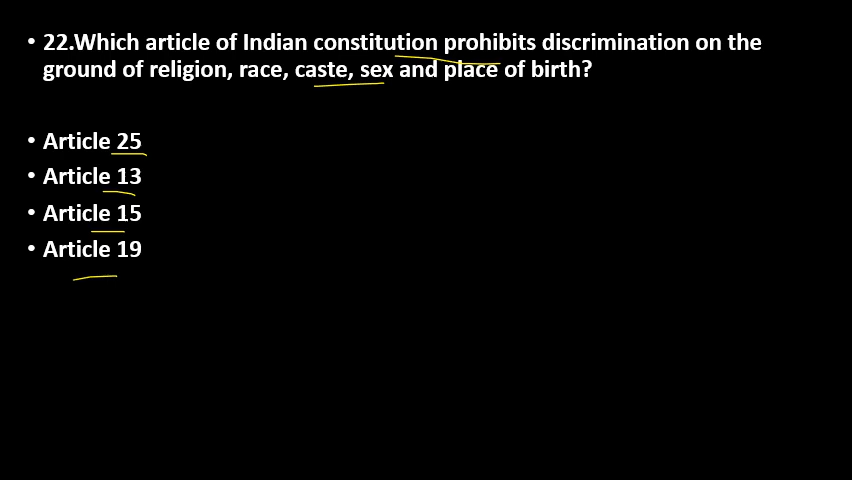 • 22.Which article of Indian constitution prohibits discrimination on the
ground of religion, race, caste, sex and place of birth?
• Article 25
• Article 13
• Article 15
• Article 19